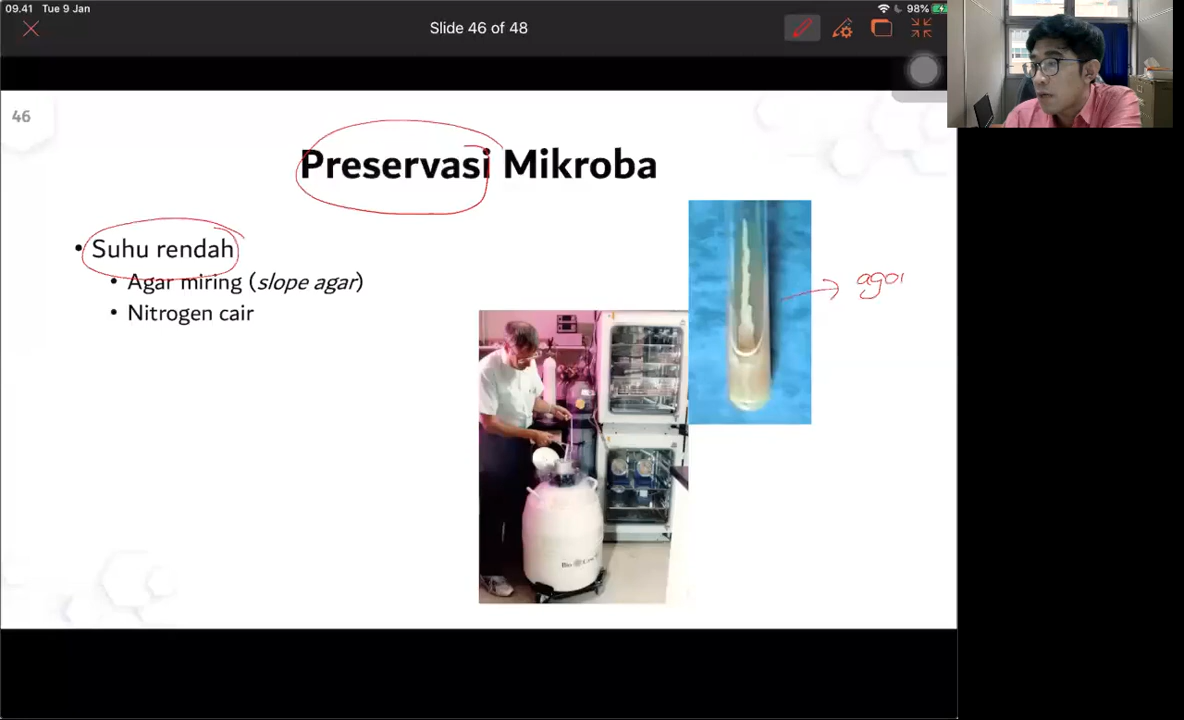 09.41 Tue 9 Jan
98%
Slide 46 of 48
46
Preservasi Mikroba
• Suhu rendah
• Agar miring (slope agar)
• Nitrogen cair
agar